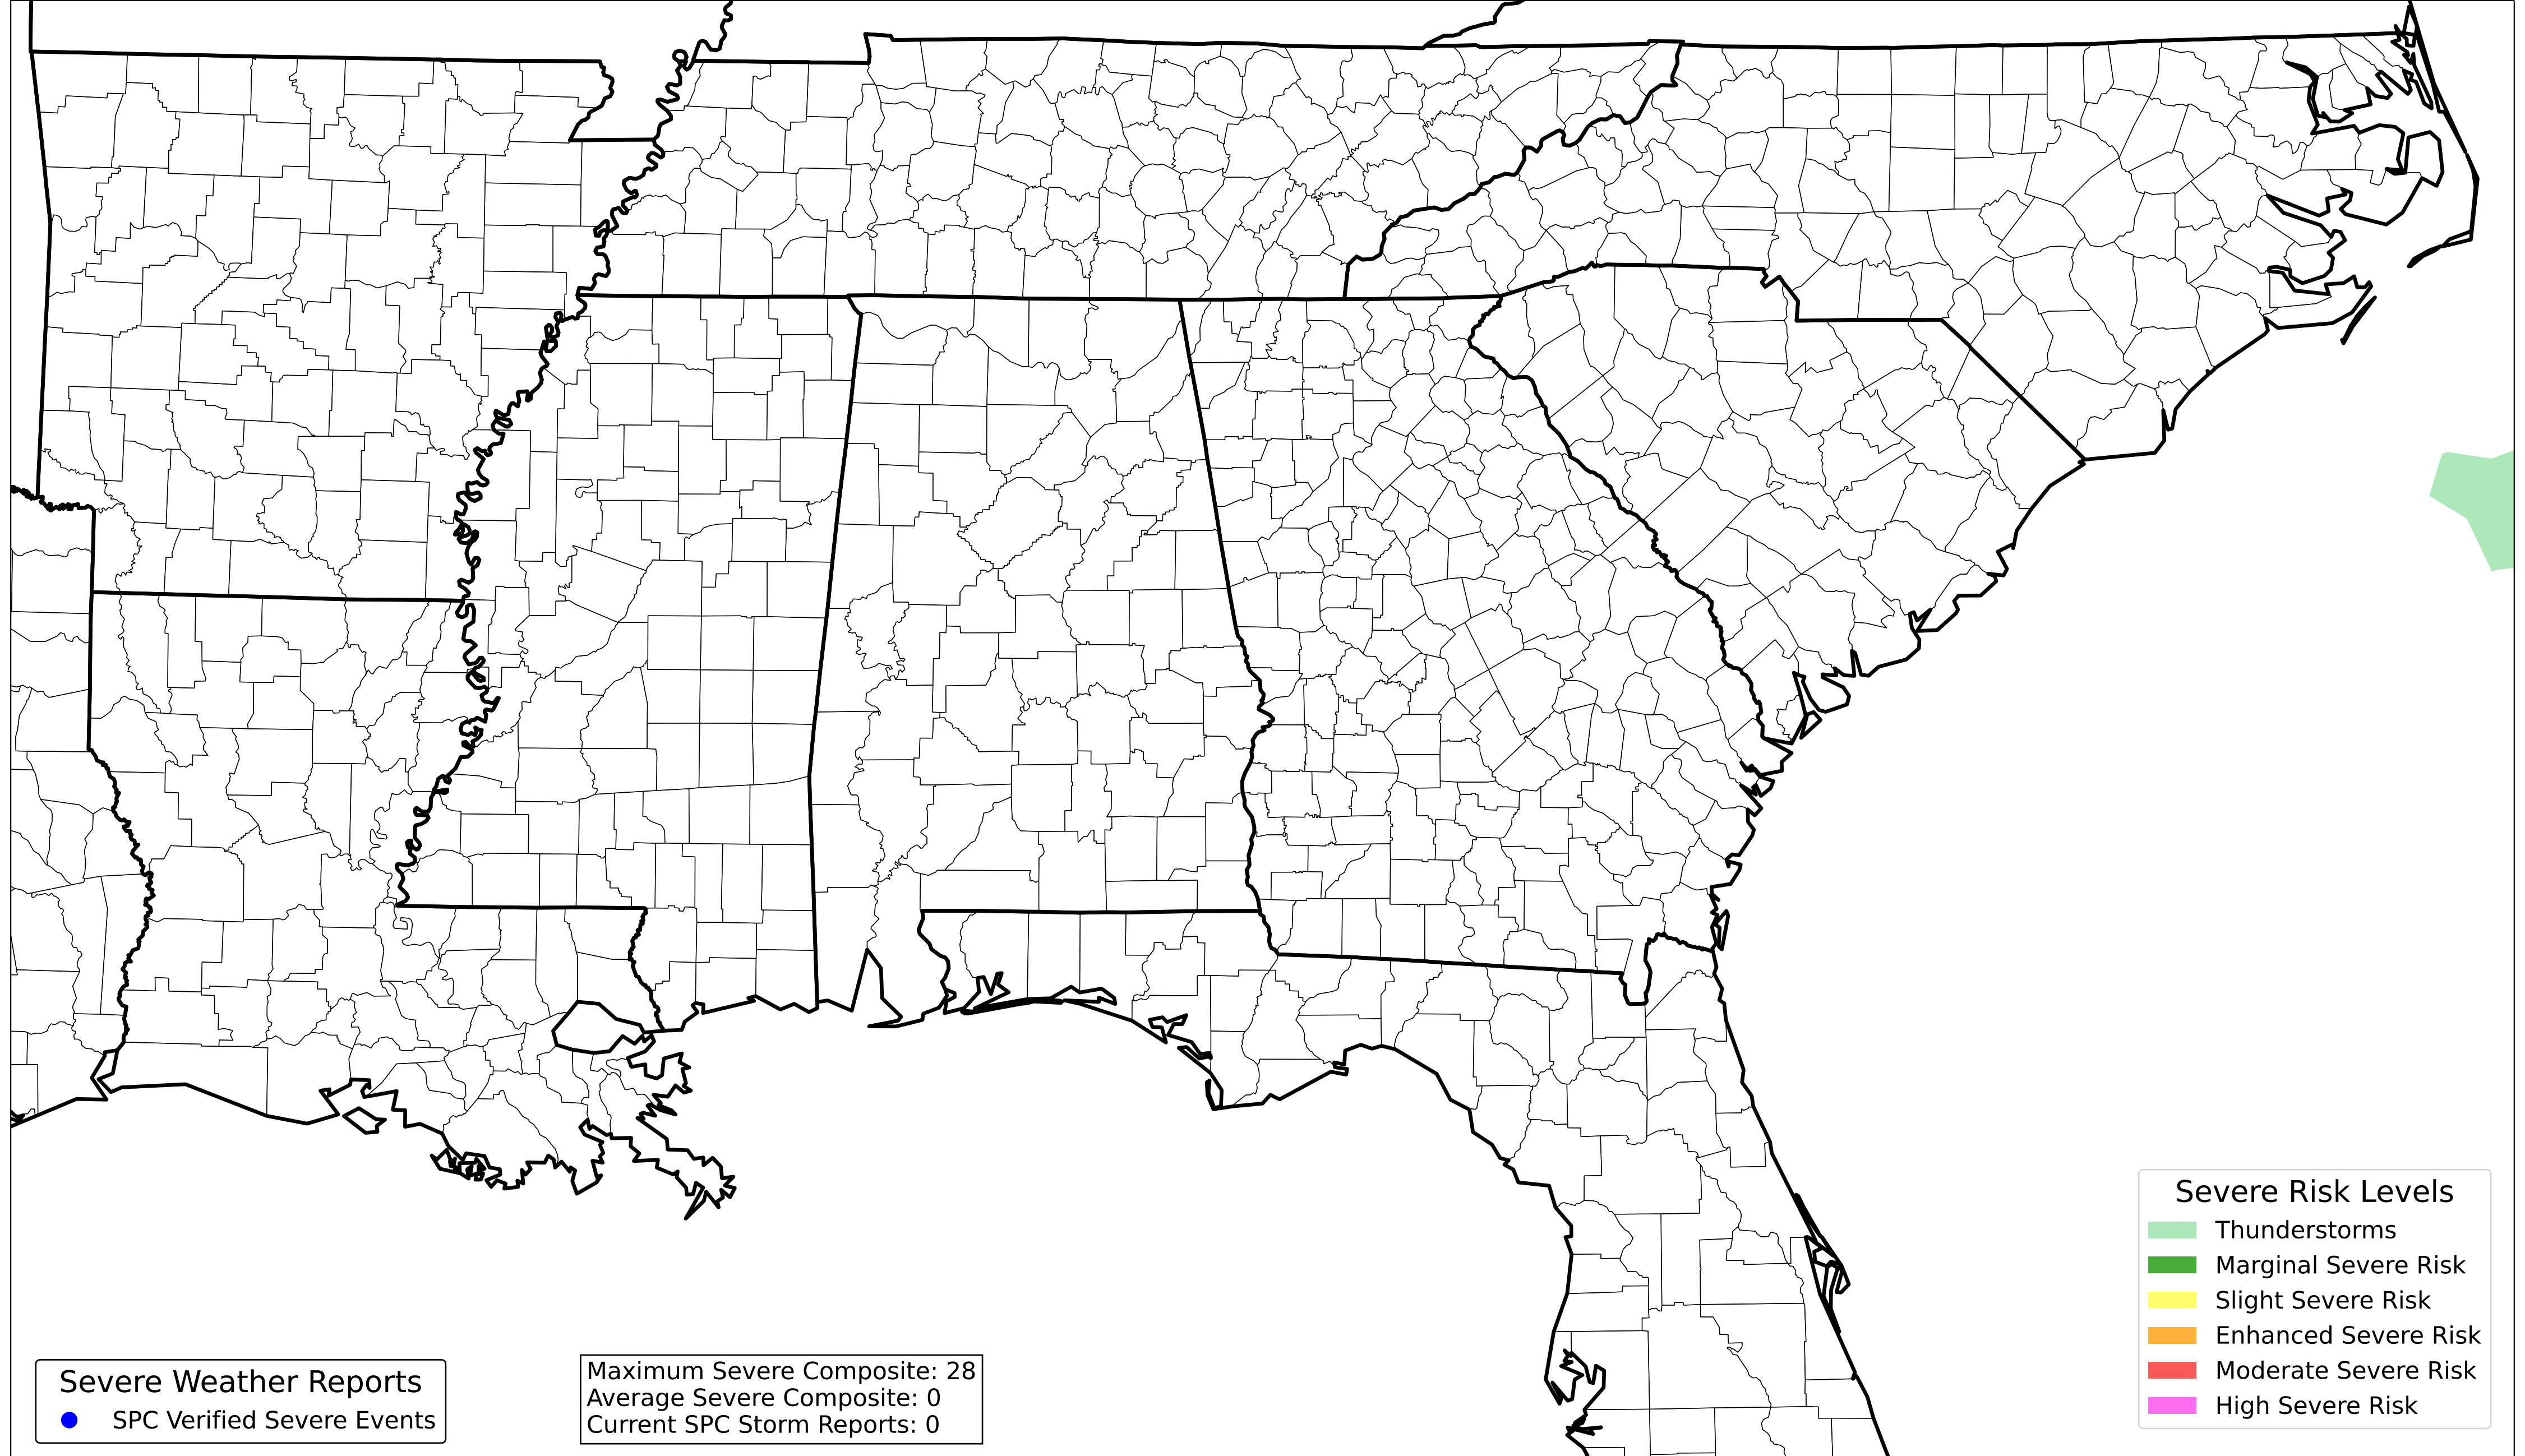 Severe Risk Levels
Thunderstorms
Marginal Severe Risk
Slight Severe Risk
Enhanced Severe Risk
Moderate Severe Risk
High Severe Risk
Severe Weather Reports
SPC Verified Severe Events
Maximum Severe Composite: 28
Average Severe Composite: 0
Current SPC Storm Reports: 0